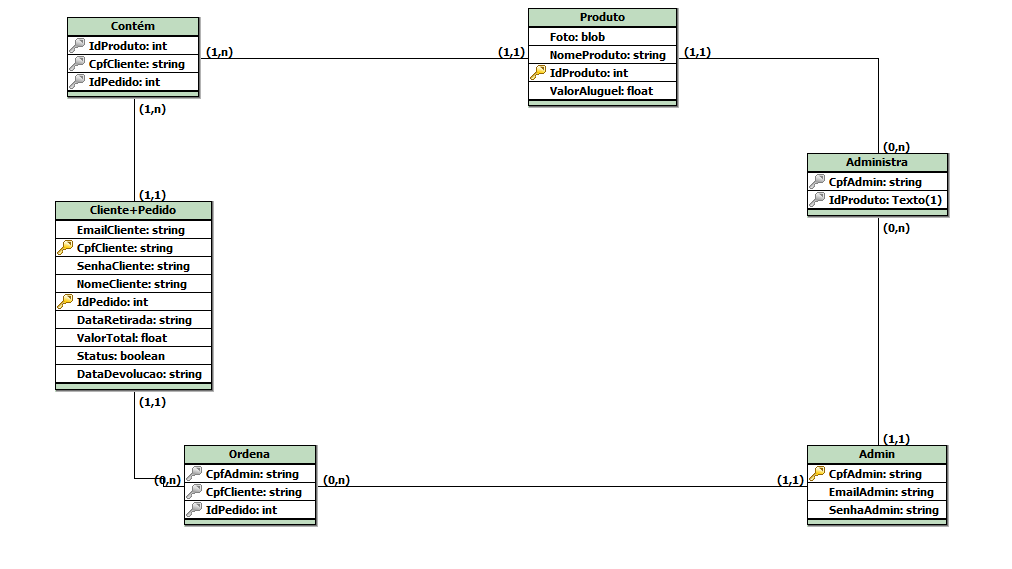 Contém
IdProduto: int
CpfCliente: string
IdPedido: int
(1,n)
(1,n)
(1,1)
Produto
Foto: blob
NomeProduto: string
IdProduto: int
ValorAluguel: float
(1,1)
(0,n)
Administra
CpfAdmin: string
IdProduto: Texto(1)
(0,n)
(1,1)
Cliente+Pedido
EmailCliente: string
CpfCliente: string
SenhaCliente: string
NomeCliente: string
IdPedido: int
DataRetirada: string
ValorTotal: float
Status: boolean
DataDevolucao: string
(1,1)
(0,n)
Ordena
CpfAdmin: string
CpfCliente: string
IdPedido: int
(0,n)
(1,1)
(1,1)
Admin
CpfAdmin: string
EmailAdmin: string
SenhaAdmin: string